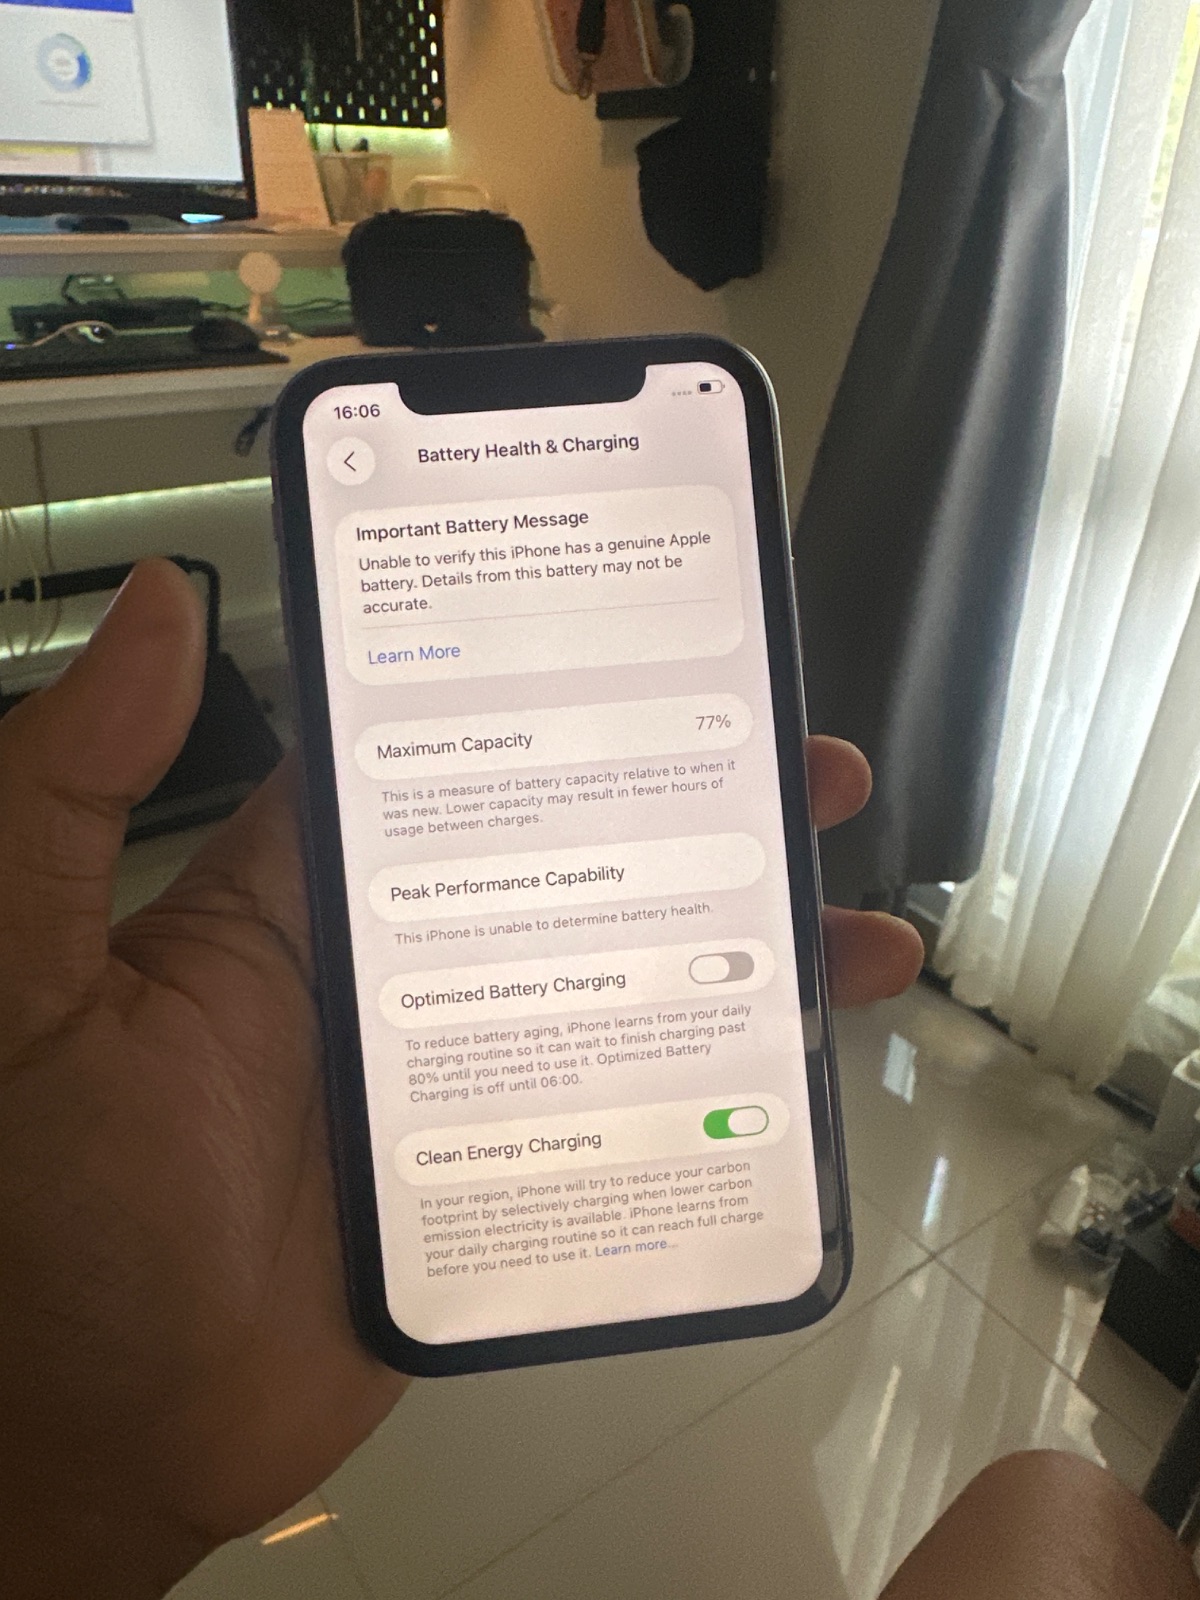 16:06
Battery Health & Charging
Important Battery Message
Unable to verify this iPhone has a genuine Apple
battery. Details from this battery may not be
accurate.
Learn More
Maximum Capacity 77%
This is a measure of battery capacity relative to when it
was new. Lower capacity may result in fewer hours of
usage between charges.
Peak Performance Capability
This iPhone is unable to determine battery health.
Optimized Battery Charging
To reduce battery aging, iPhone learns from your daily
charging routine so it can wait to finish charging past
80% until you need to use it. Optimized Battery
Charging is off until 06:00.
Clean Energy Charging
In your region, iPhone will try to reduce your carbon
footprint by selectively charging when lower carbon
emission electricity is available. iPhone learns from
your daily charging routine so it can reach full charge
before you need to use it. Learn more...